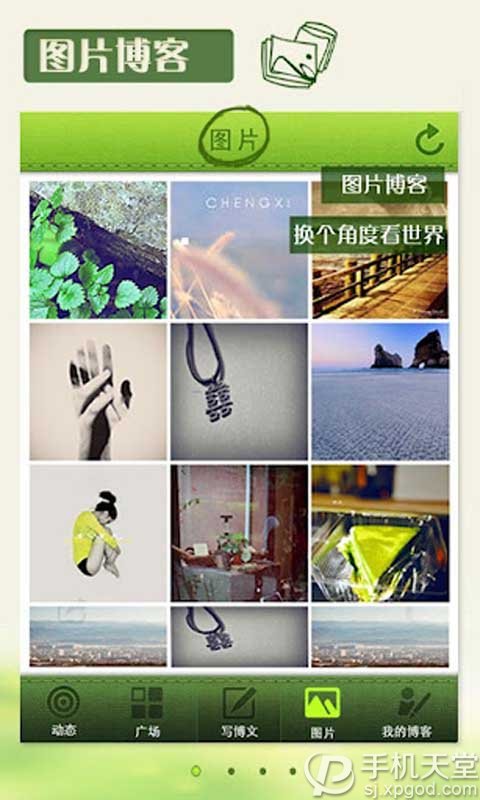 图片博客
图片
图片博客
换个角度看世界
CHENGXI
囍
动态
广场
写博文
图片
我的博客
手机天堂
sj.xpgod.com